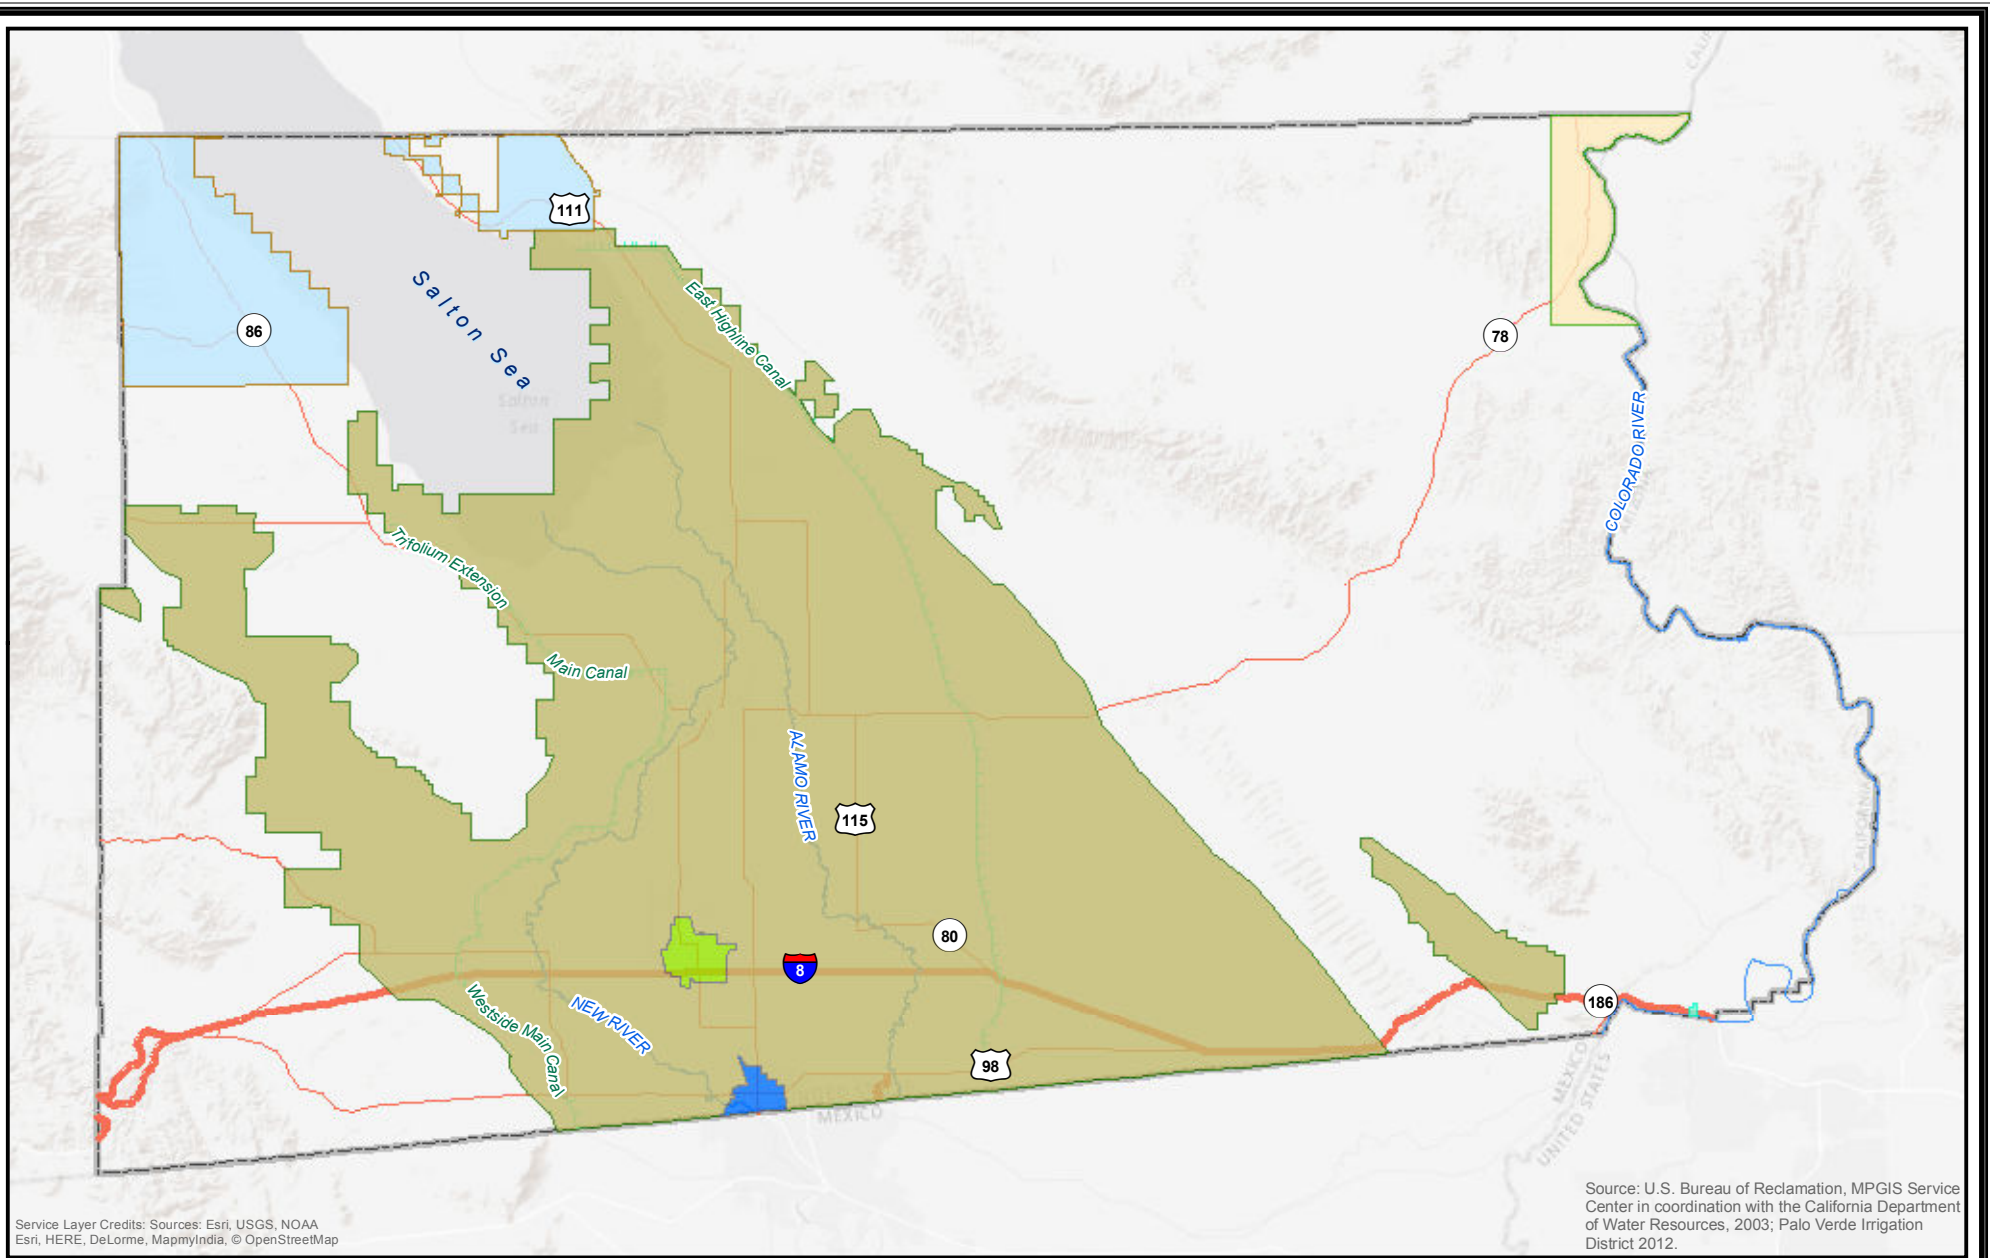 CALIF
111
Salton Sea
86
East Highline Canal
78
Salton
Sea
COLORADO RIVER
Trifolium Extension
Main Canal
ALAMO RIVER
115
CALIFORNIA
80
8
Westside Main Canal
NEW RIVER
186
98
MEXICO
MEXICO
UNITED STATES
Source: U.S. Bureau of Reclamation, MPGIS Service
Center in coordination with the California Department
of Water Resources, 2003; Palo Verde Irrigation
District 2012.
Service Layer Credits: Sources: Esri, USGS, NOAA
Esri, HERE, DeLorme, MapmyIndia, © OpenStreetMap